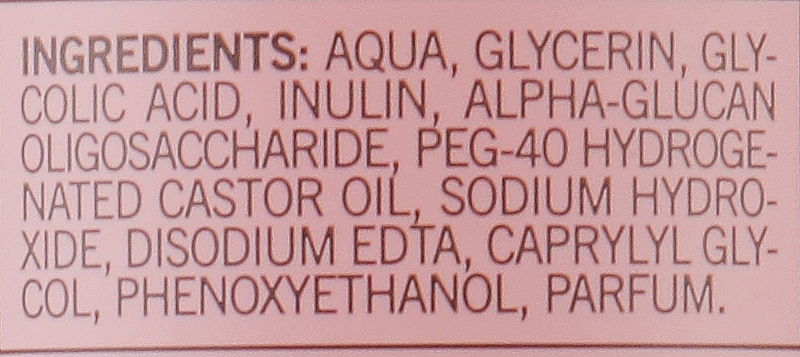 INGREDIENTS: AQUA, GLYCERIN, GLY-
COLIC ACID, INULIN, ALPHA-GLUCAN
OLIGOSACCHARIDE, PEG-40 HYDROGE-
NATED CASTOR OIL, SODIUM HYDRO-
XIDE, DISODIUM EDTA, CAPRYLYL GLY-
COL, PHENOXYETHANOL, PARFUM.